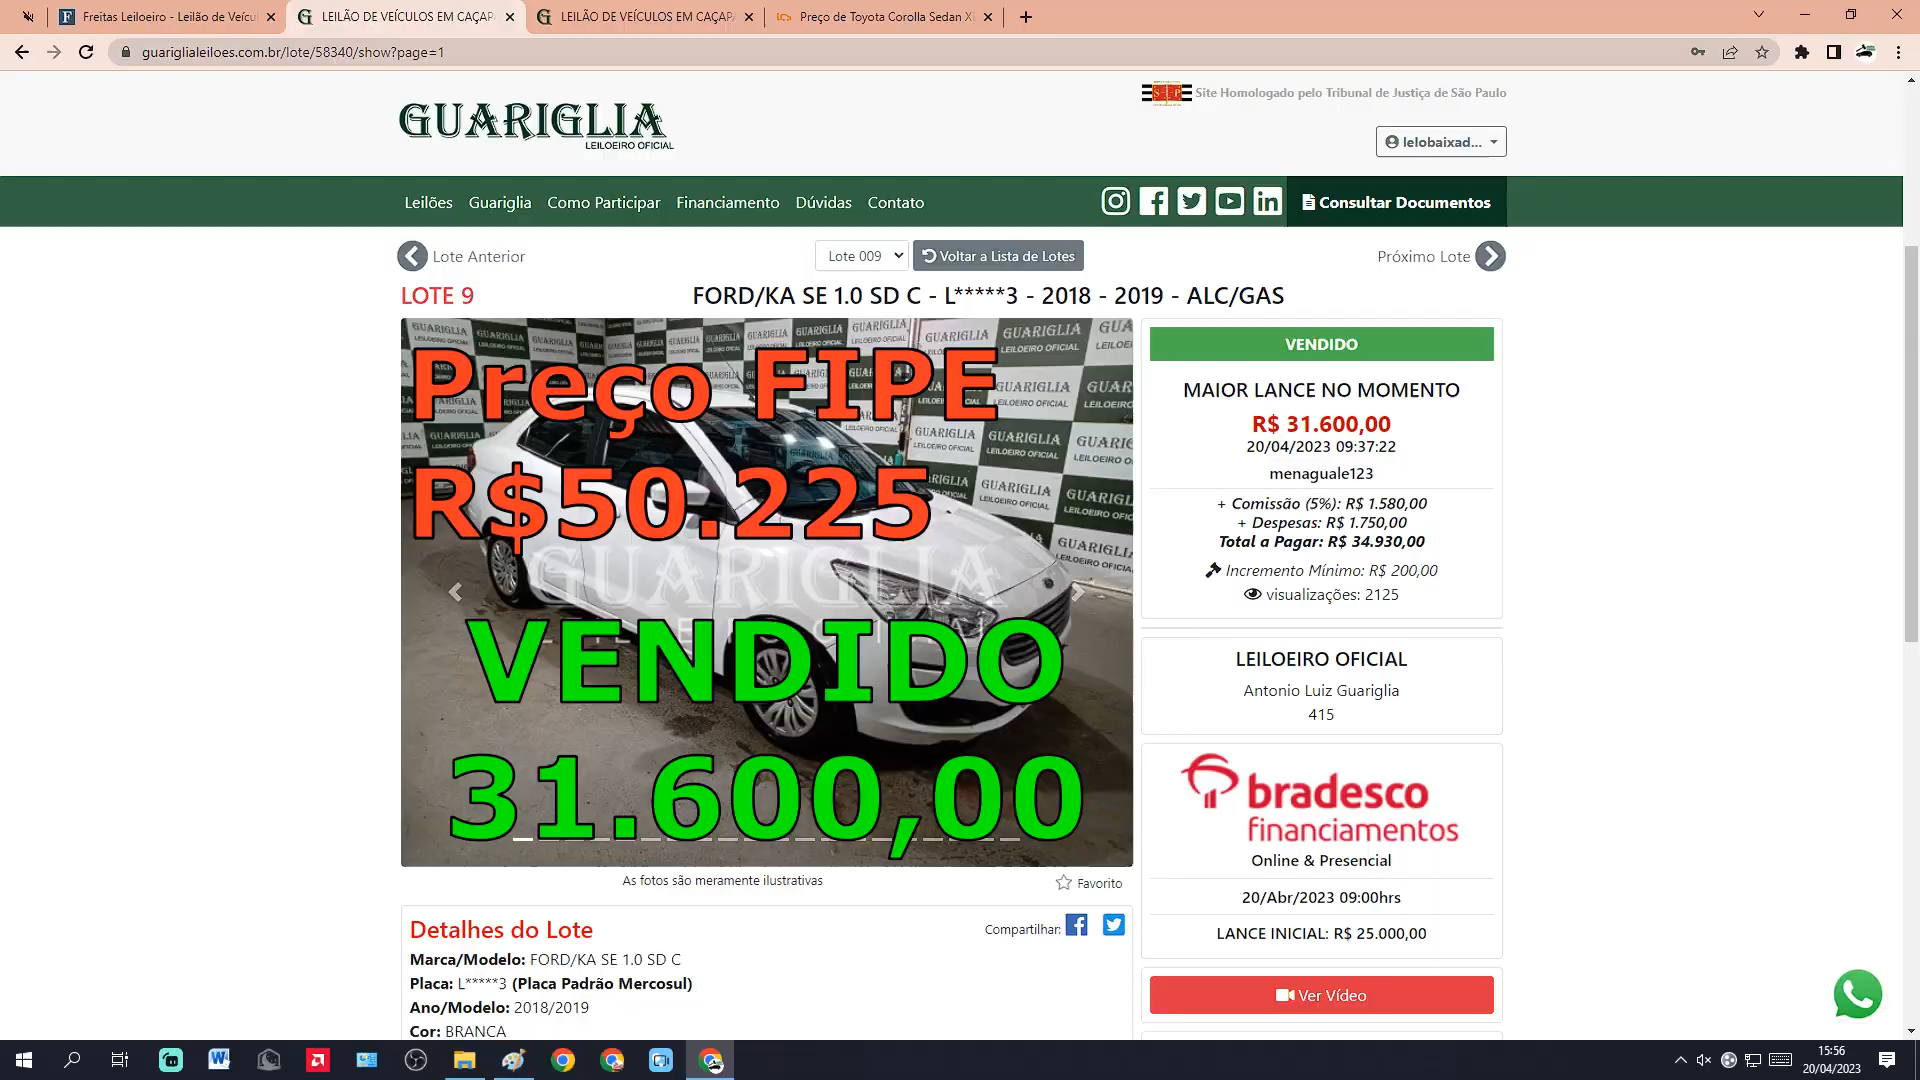 Freitas Leiloeiro - Leilão de Veícu
LEILÃO DE VEÍCULOS EM CAÇAPA
LEILÃO DE VEÍCULOS EM CAÇAPA
Preço de Toyota Corolla Sedan X
guariglialeiloes.com.br/lote/58340/show?page=1
GUARIGLIA
LEILOEIRO OFICIAL
Site Homologado pelo Tribunal de Justiça de São Paulo
lelobaixad...
Leilões
Guariglia
Como Participar
Financiamento
Dúvidas
Contato
Consultar Documentos
Lote Anterior
Lote 009
Voltar a Lista de Lotes
Próximo Lote
LOTE 9
FORD/KA SE 1.0 SD C - L*****3 - 2018 - 2019 - ALC/GAS
Preço FIPE
R$50.225
GUARIGLIA
VENDIDO
31.600,00
As fotos são meramente ilustrativas
Favorito
VENDIDO
MAIOR LANCE NO MOMENTO
R$ 31.600,00
20/04/2023 09:37:22
menaguale123
+ Comissão (5%): R$ 1.580,00
+ Despesas: R$ 1.750,00
Total a Pagar: R$ 34.930,00
Incremento Mínimo: R$ 200,00
visualizações: 2125
LEILOEIRO OFICIAL
Antonio Luiz Guariglia
415
bradesco
financiamentos
Online & Presencial
20/Abr/2023 09:00hrs
LANCE INICIAL: R$ 25.000,00
Ver Vídeo
Detalhes do Lote
Compartilhar:
Marca/Modelo: FORD/KA SE 1.0 SD C
Placa: L*****3 (Placa Padrão Mercosul)
Ano/Modelo: 2018/2019
Cor: BRANCA
15:56
20/04/2023